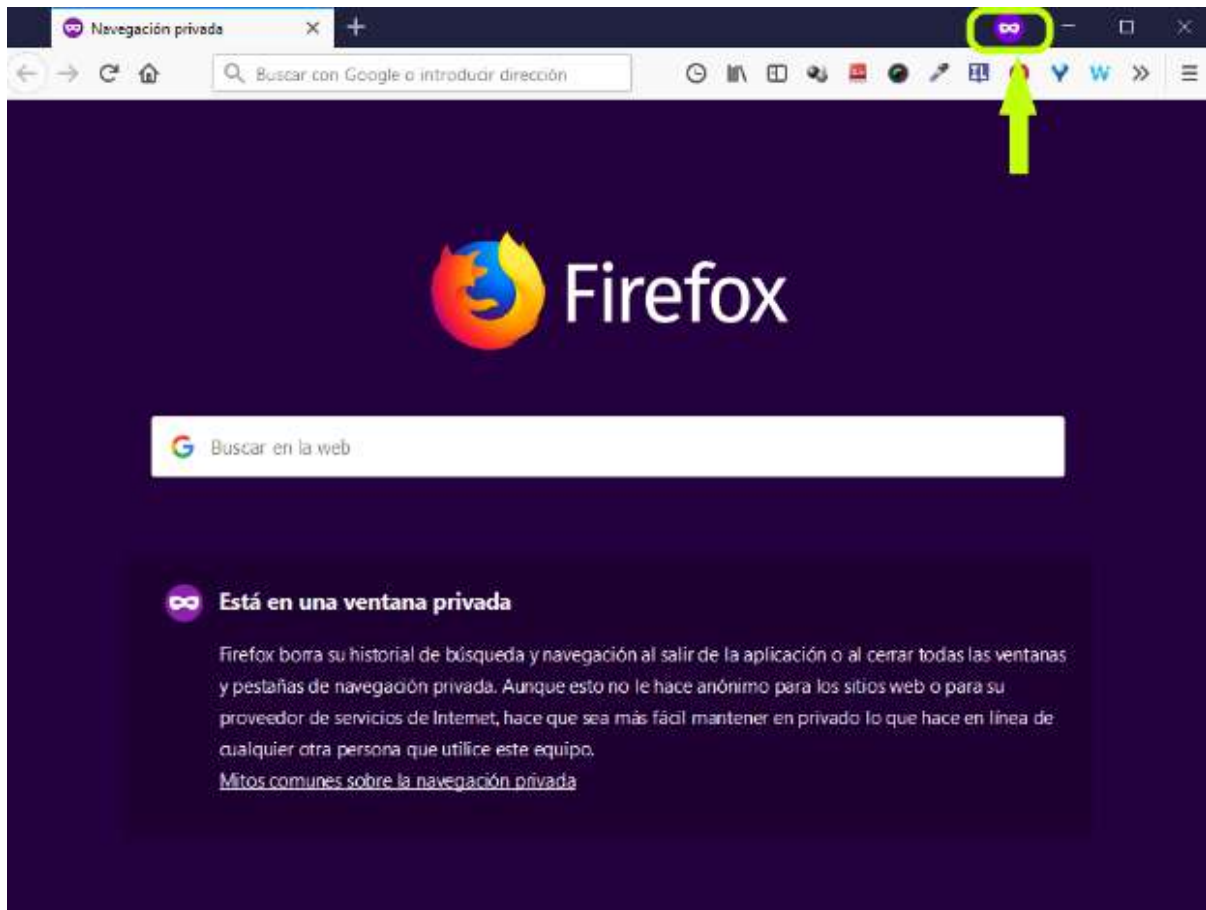 Navegación privada
Buscar con Google o introducir dirección
Firefox
Buscar en la web
Está en una ventana privada
Firefox borra su historial de búsqueda y navegación al salir de la aplicación o al cerrar todas las ventanas
y pestañas de navegación privada. Aunque esto no le hace anónimo para los sitios web o para su
proveedor de servicios de Internet, hace que sea más fácil mantener en privado lo que hace en línea de
cualquier otra persona que utilice este equipo.
Mitos comunes sobre la navegación privada